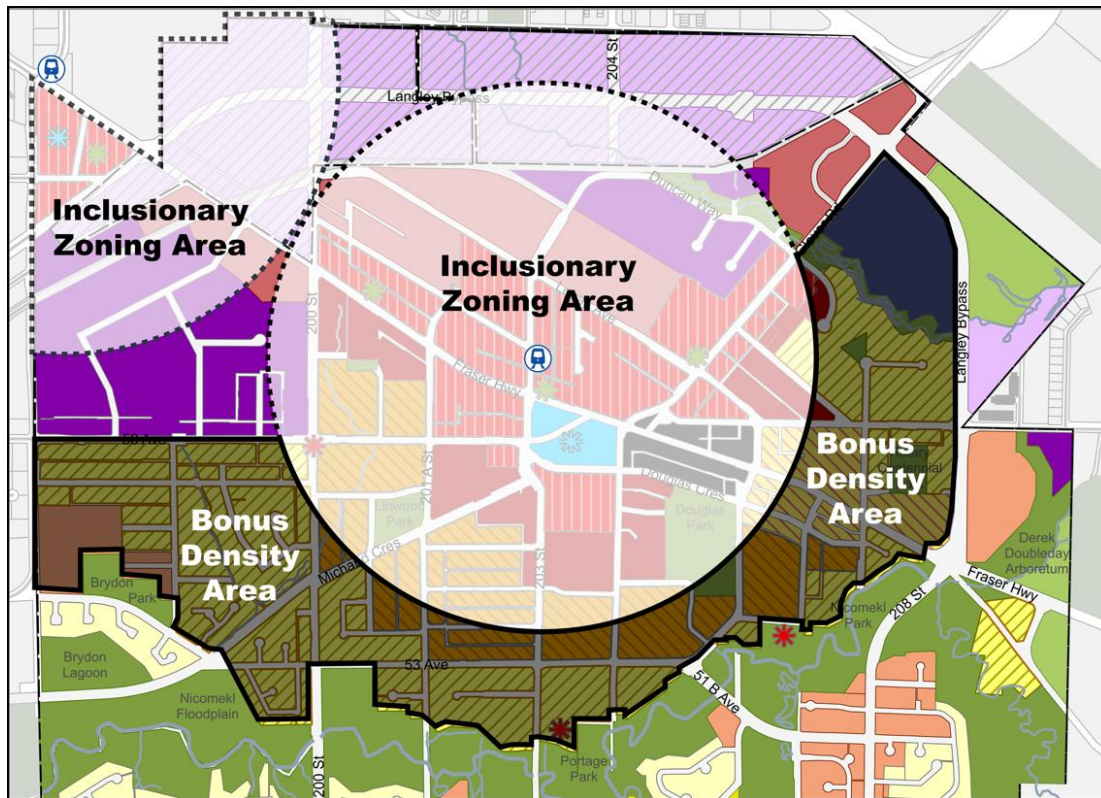 204 St
Langley Bypass
Duncan Way
Inclusionary
Zoning Area
Inclusionary
Zoning Area
200 St
Fraser Hwy
Langley Bypass
201 A St
Linwood
Park
Douglas Cres
Douglas
Park
Bonus
Density
Area
Centennial
Bonus
Density
Area
Michaud Cres
203 St
Derek
Doubleday
Arboretum
Fraser Hwy
Brydon
Park
Nicomekl
Park
208 St
Brydon
Lagoon
53 Ave
51 B Ave
Nicomekl
Floodplain
Portage
Park
200 St